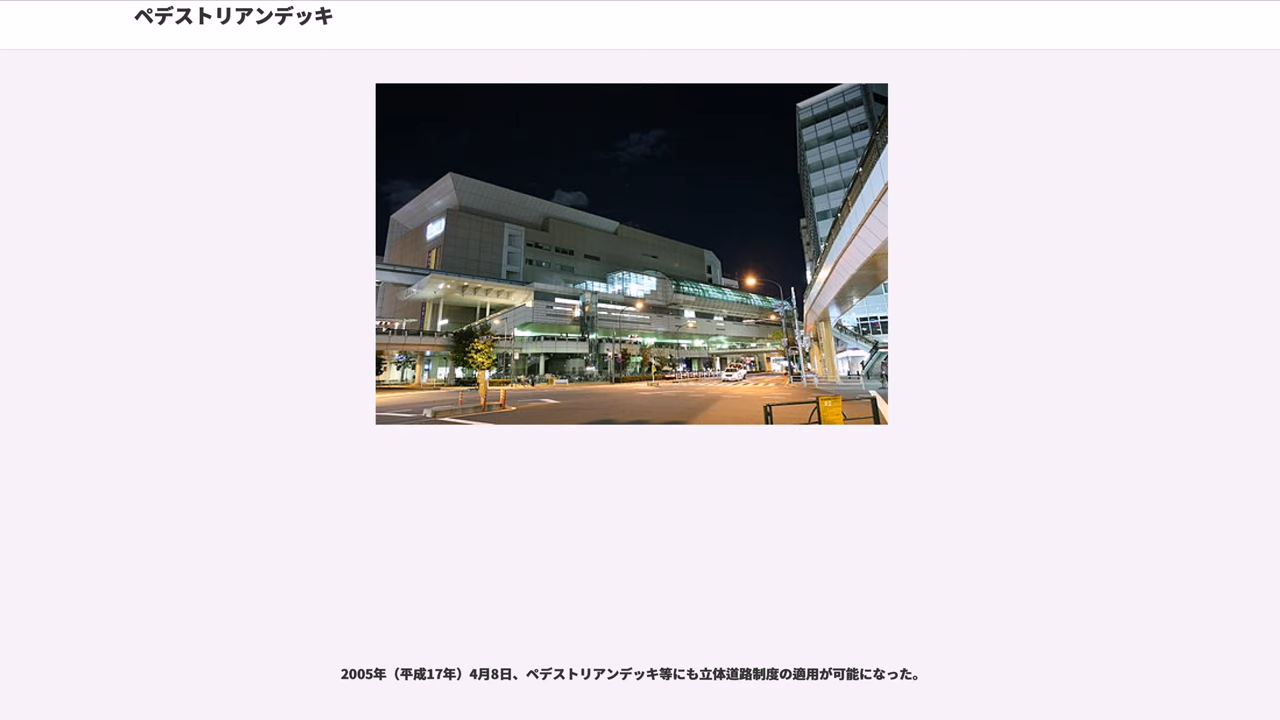 ペデストリアンデッキ
2005年（平成17年）4月8日、ペデストリアンデッキ等にも立体道路制度の適用が可能になった。